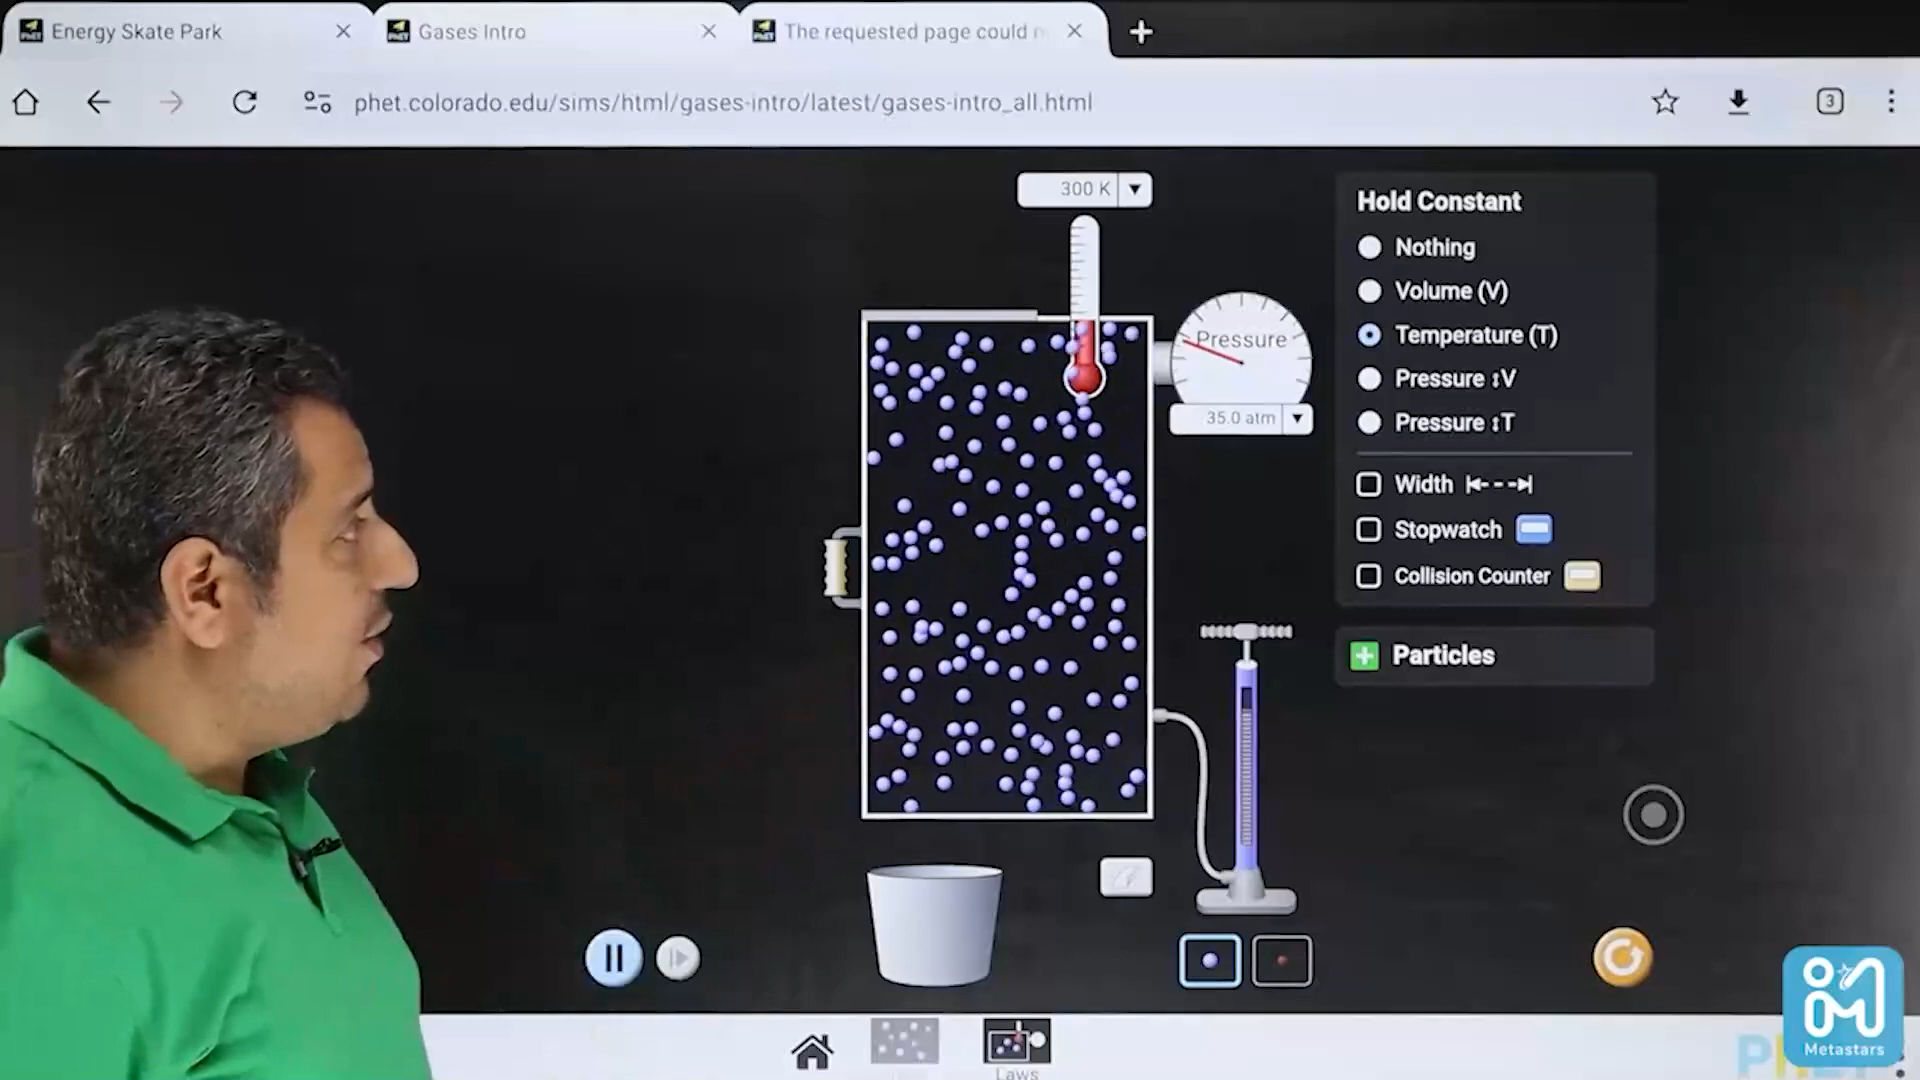 Energy Skate Park
Gases Intro
The requested page could n
phet.colorado.edu/sims/html/gases-intro/latest/gases-intro_all.html
3
300 K
Pressure
35.0 atm
Hold Constant
Nothing
Volume (V)
Temperature (T)
Pressure ↕V
Pressure ↕T
Width
Stopwatch
Collision Counter
Particles
Laws
Metastars